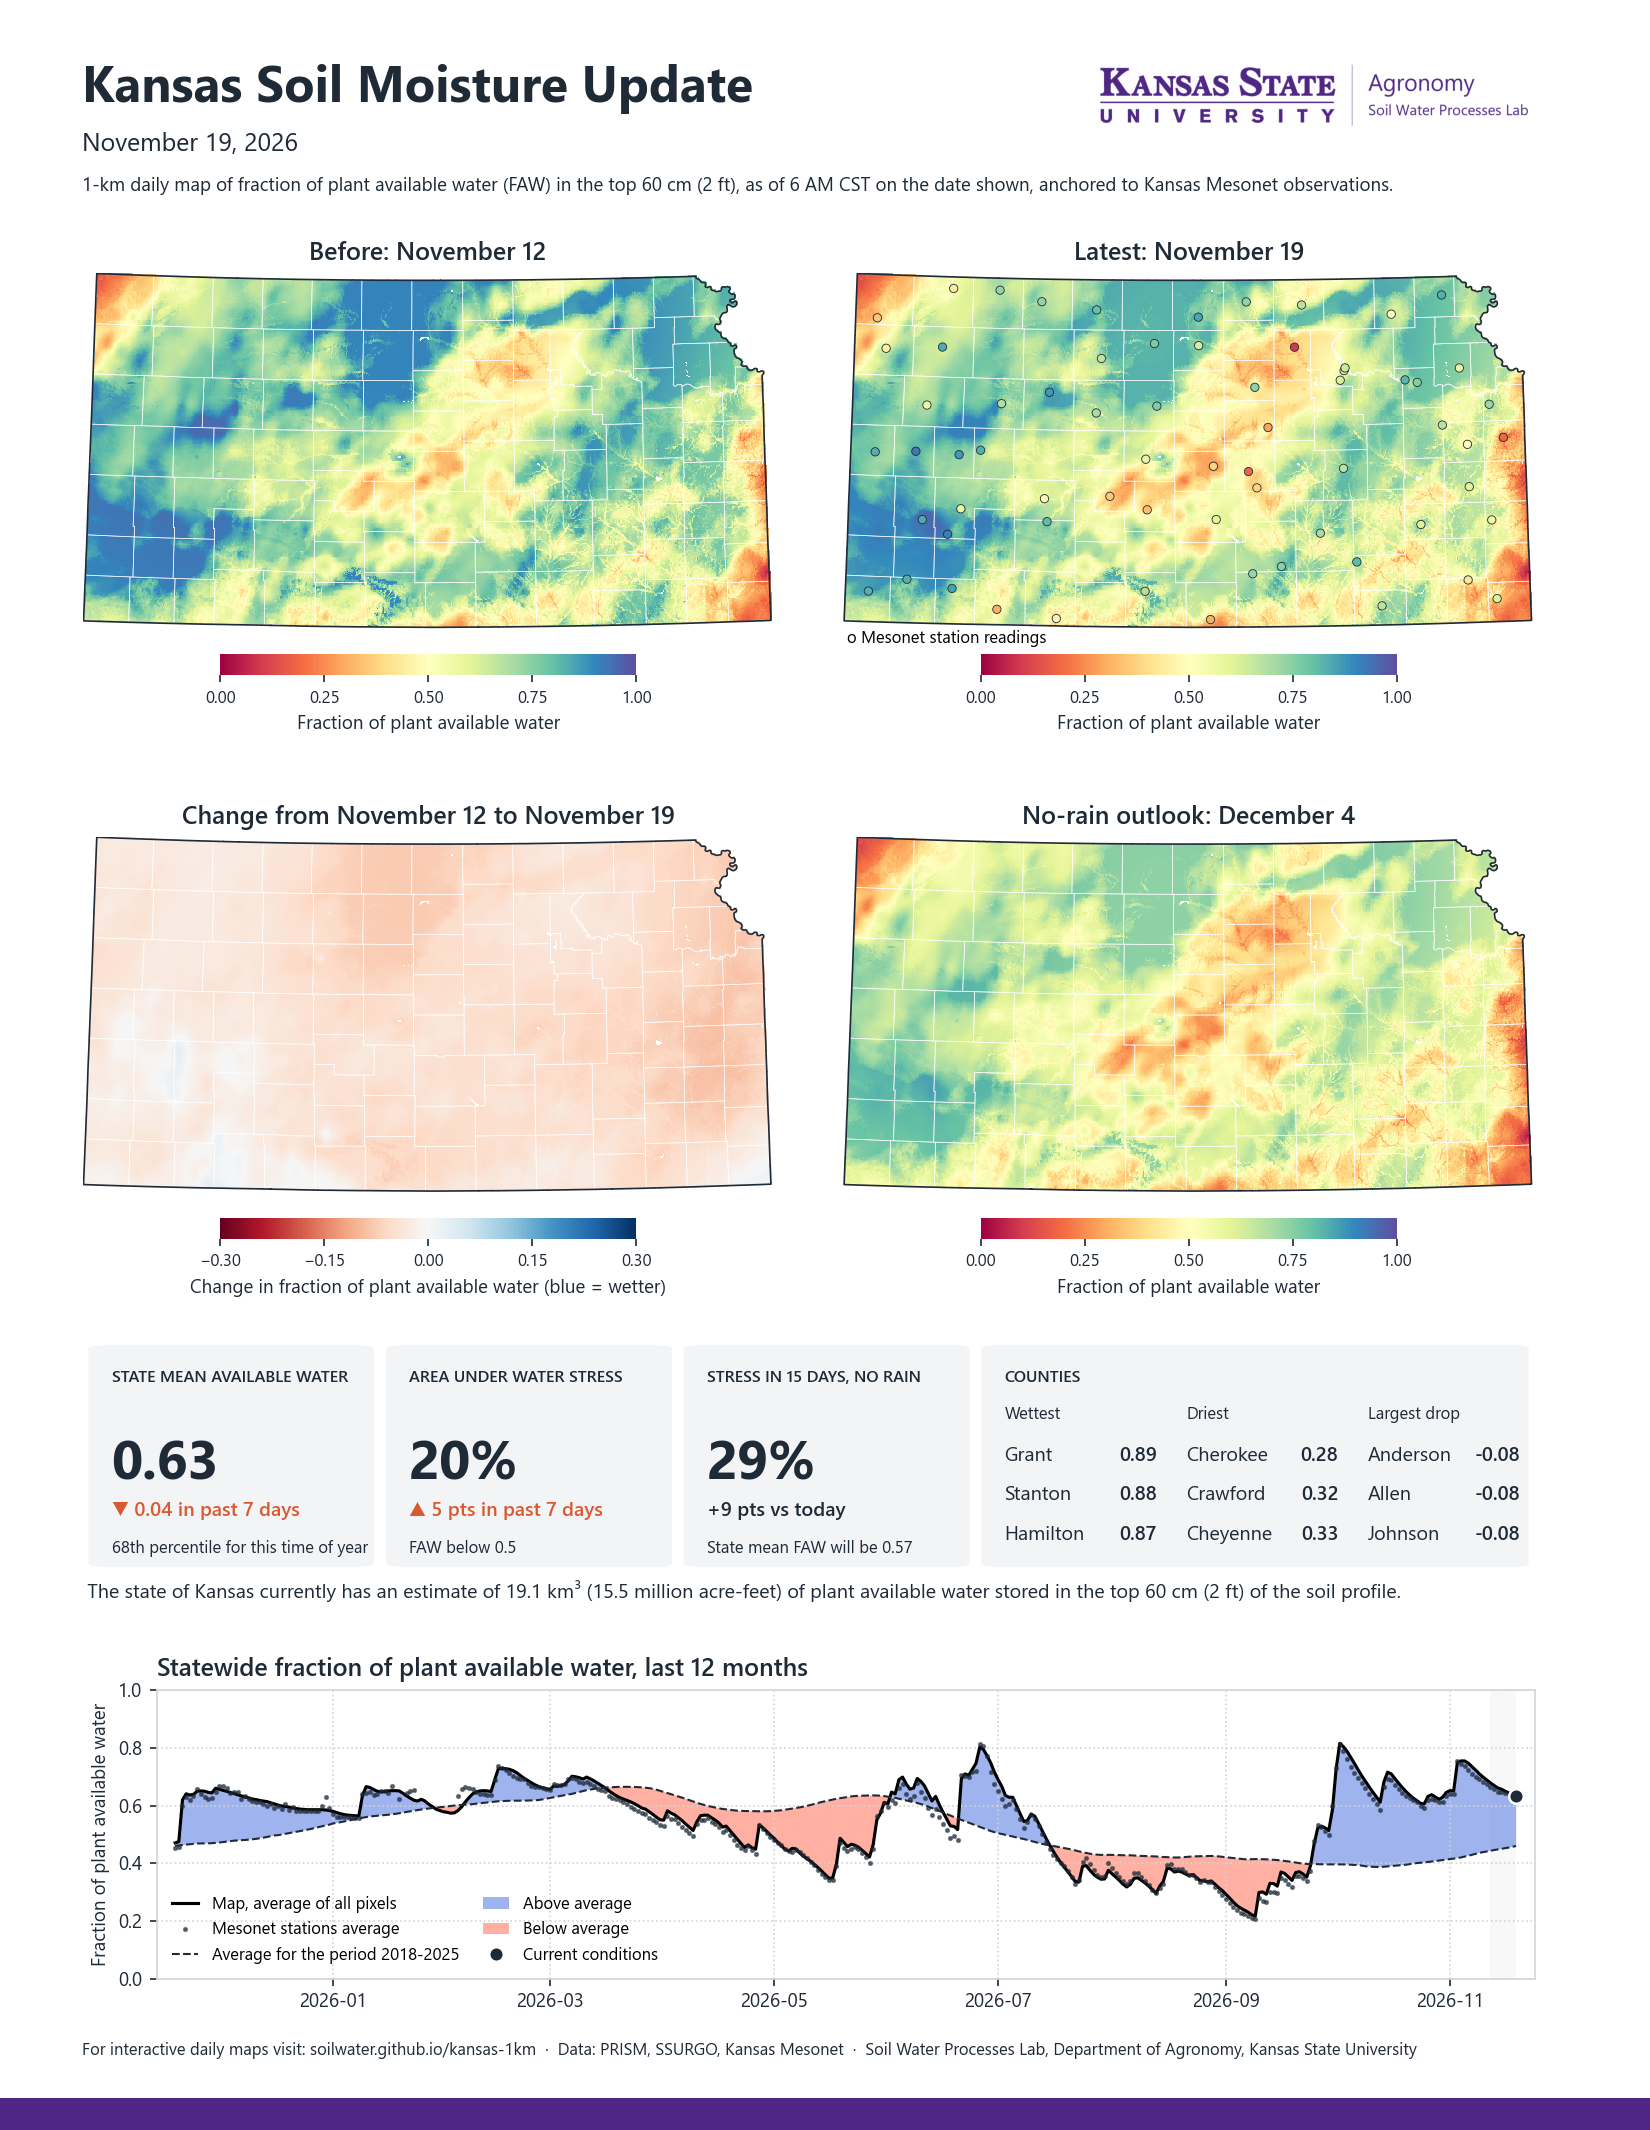 Kansas Soil Moisture Update
November 19, 2026
KANSAS STATE
UNIVERSITY
Agronomy
Soil Water Processes Lab
1-km daily map of fraction of plant available water (FAW) in the top 60 cm (2 ft), as of 6 AM CST on the date shown, anchored to Kansas Mesonet observations.
Before: November 12
0.00 0.25 0.50 0.75 1.00
Fraction of plant available water
Latest: November 19
o Mesonet station readings
0.00 0.25 0.50 0.75 1.00
Fraction of plant available water
Change from November 12 to November 19
−0.30 −0.15 0.00 0.15 0.30
Change in fraction of plant available water (blue = wetter)
No-rain outlook: December 4
0.00 0.25 0.50 0.75 1.00
Fraction of plant available water
STATE MEAN AVAILABLE WATER
0.63
▼ 0.04 in past 7 days
68th percentile for this time of year
AREA UNDER WATER STRESS
20%
▲ 5 pts in past 7 days
FAW below 0.5
STRESS IN 15 DAYS, NO RAIN
29%
+9 pts vs today
State mean FAW will be 0.57
COUNTIES
Wettest Driest Largest drop
Grant 0.89 Cherokee 0.28 Anderson -0.08
Stanton 0.88 Crawford 0.32 Allen -0.08
Hamilton 0.87 Cheyenne 0.33 Johnson -0.08
The state of Kansas currently has an estimate of 19.1 km³ (15.5 million acre-feet) of plant available water stored in the top 60 cm (2 ft) of the soil profile.
Statewide fraction of plant available water, last 12 months
Fraction of plant available water
1.0
0.8
0.6
0.4
0.2
0.0
Map, average of all pixels
Mesonet stations average
Average for the period 2018-2025
Above average
Below average
Current conditions
2026-01 2026-03 2026-05 2026-07 2026-09 2026-11
For interactive daily maps visit: soilwater.github.io/kansas-1km · Data: PRISM, SSURGO, Kansas Mesonet · Soil Water Processes Lab, Department of Agronomy, Kansas State University